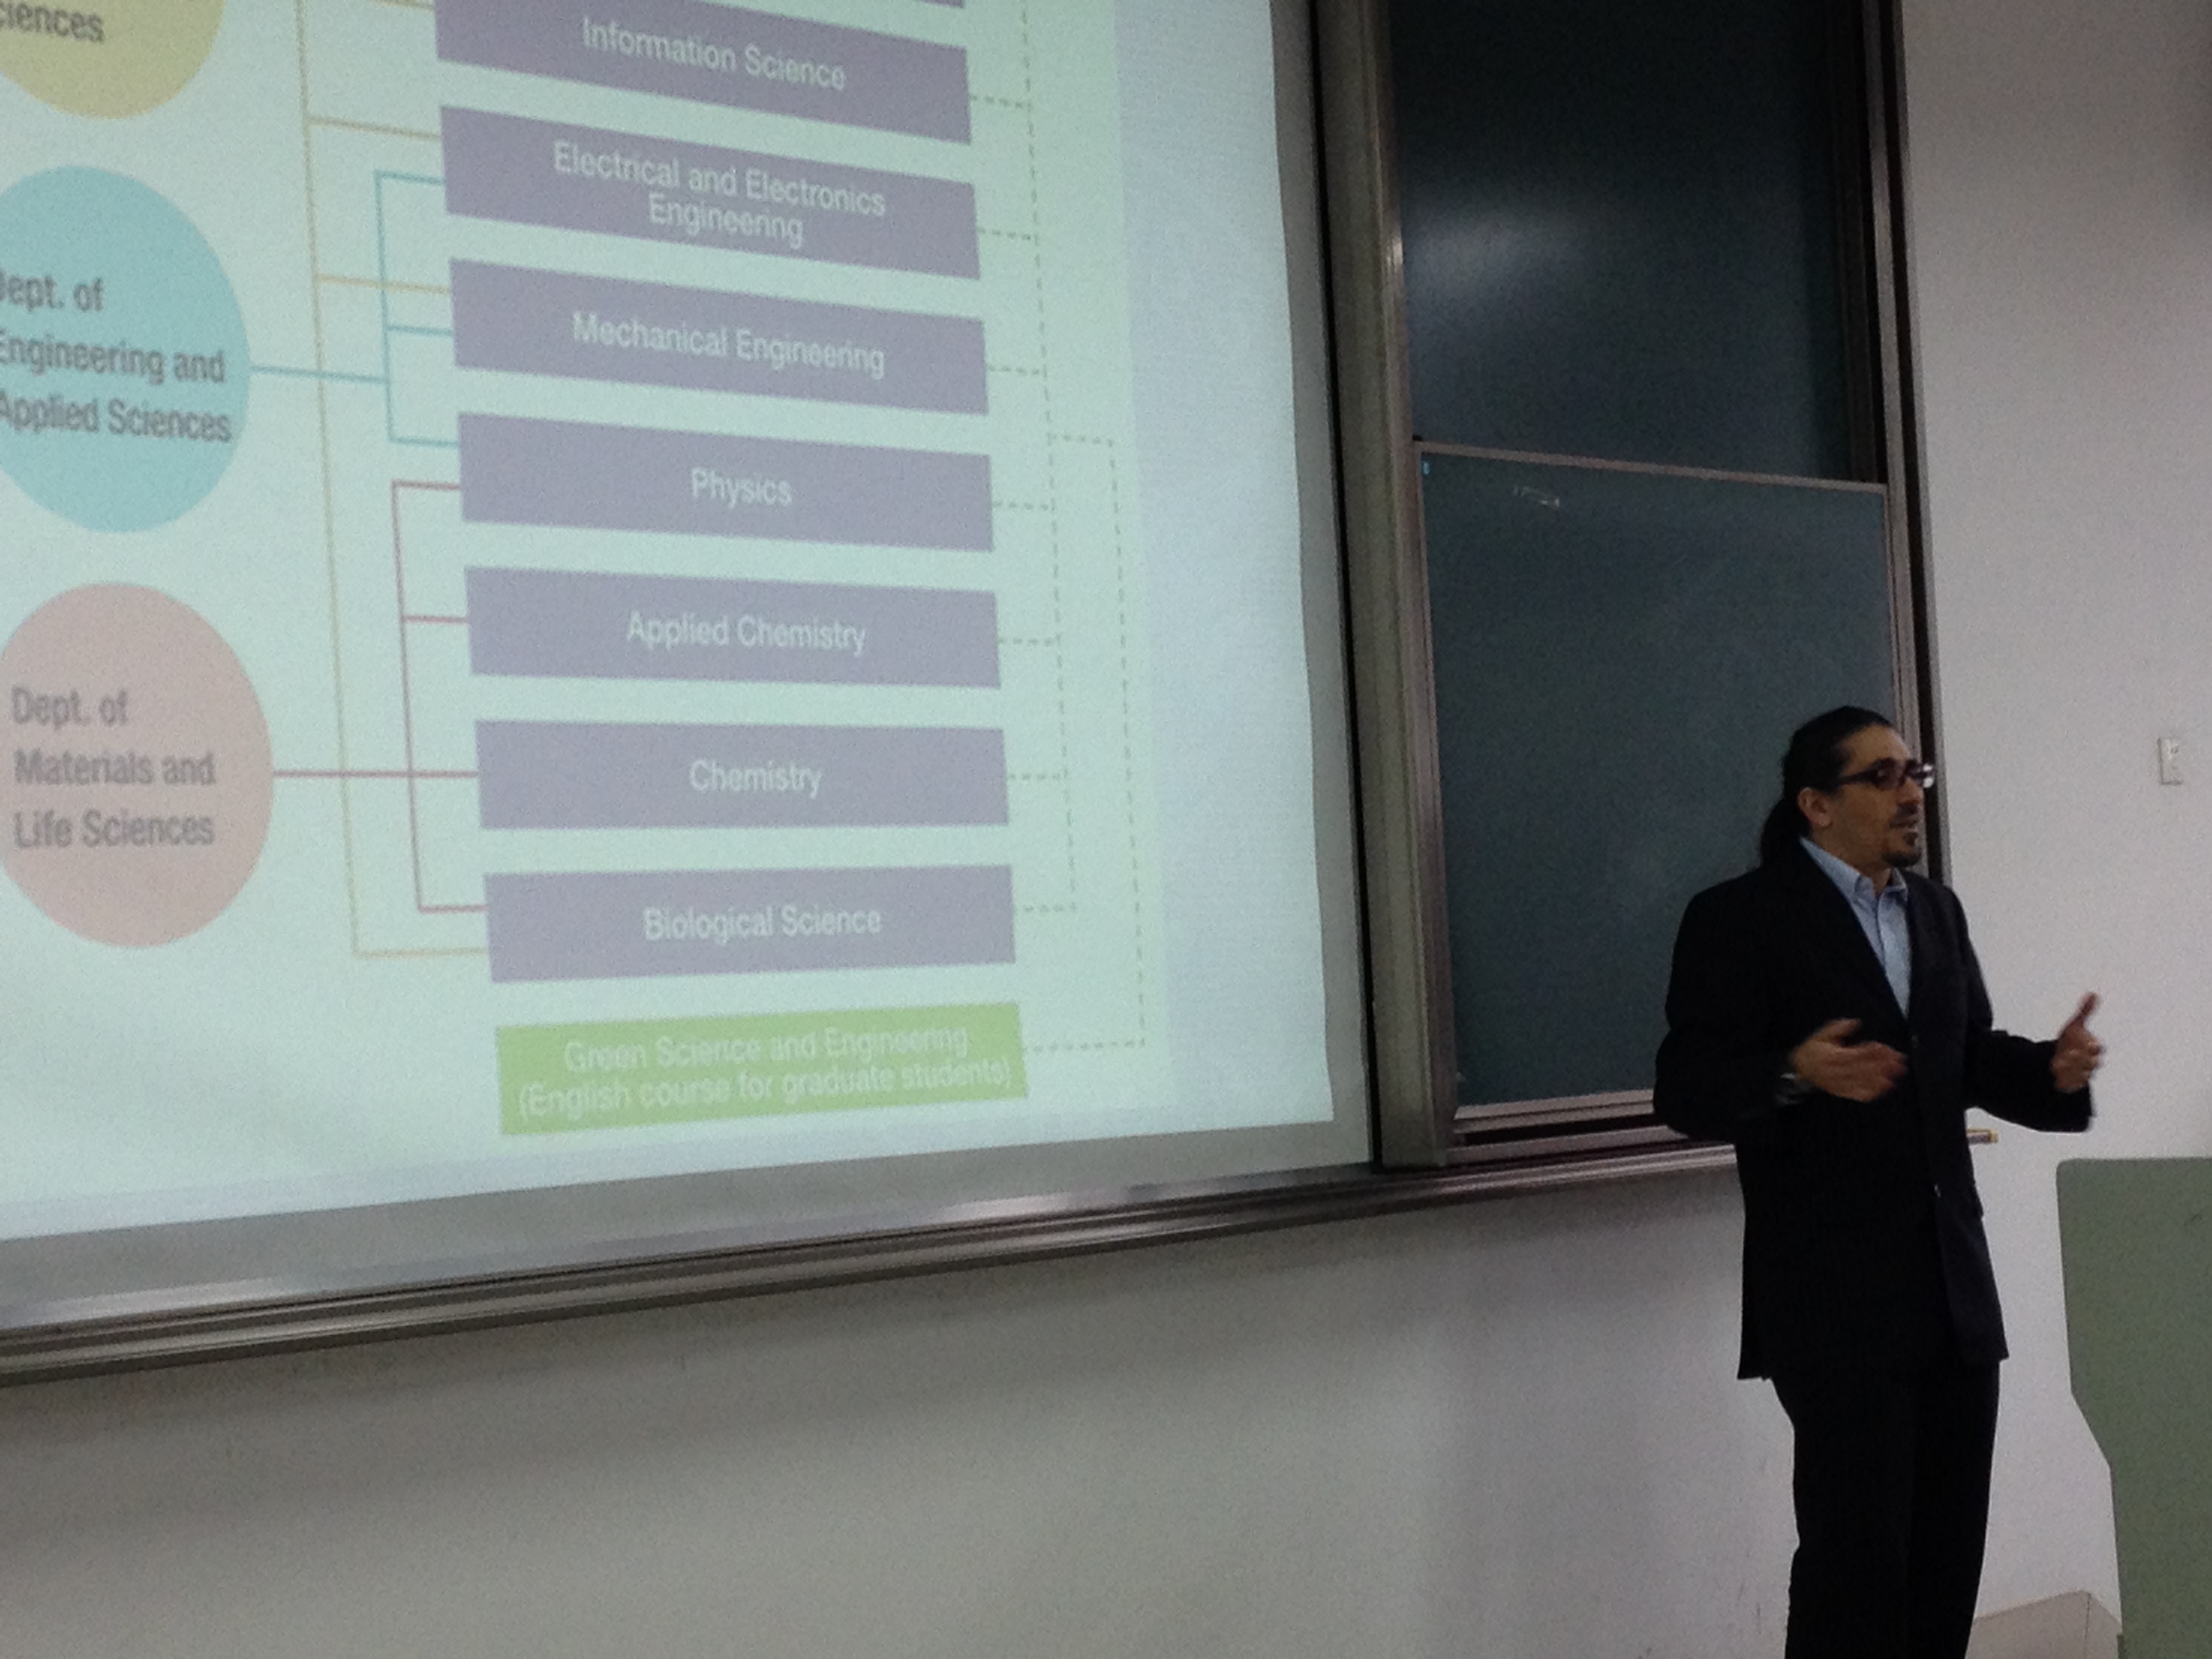 Information Science
Electrical and Electronics
Engineering
Mechanical Engineering
Physics
Applied Chemistry
Chemistry
Biological Science
Green Science and Engineering
(English course for graduate students)
iences
Dept. of
Engineering and
Applied Sciences
Dept. of
Materials and
Life Sciences